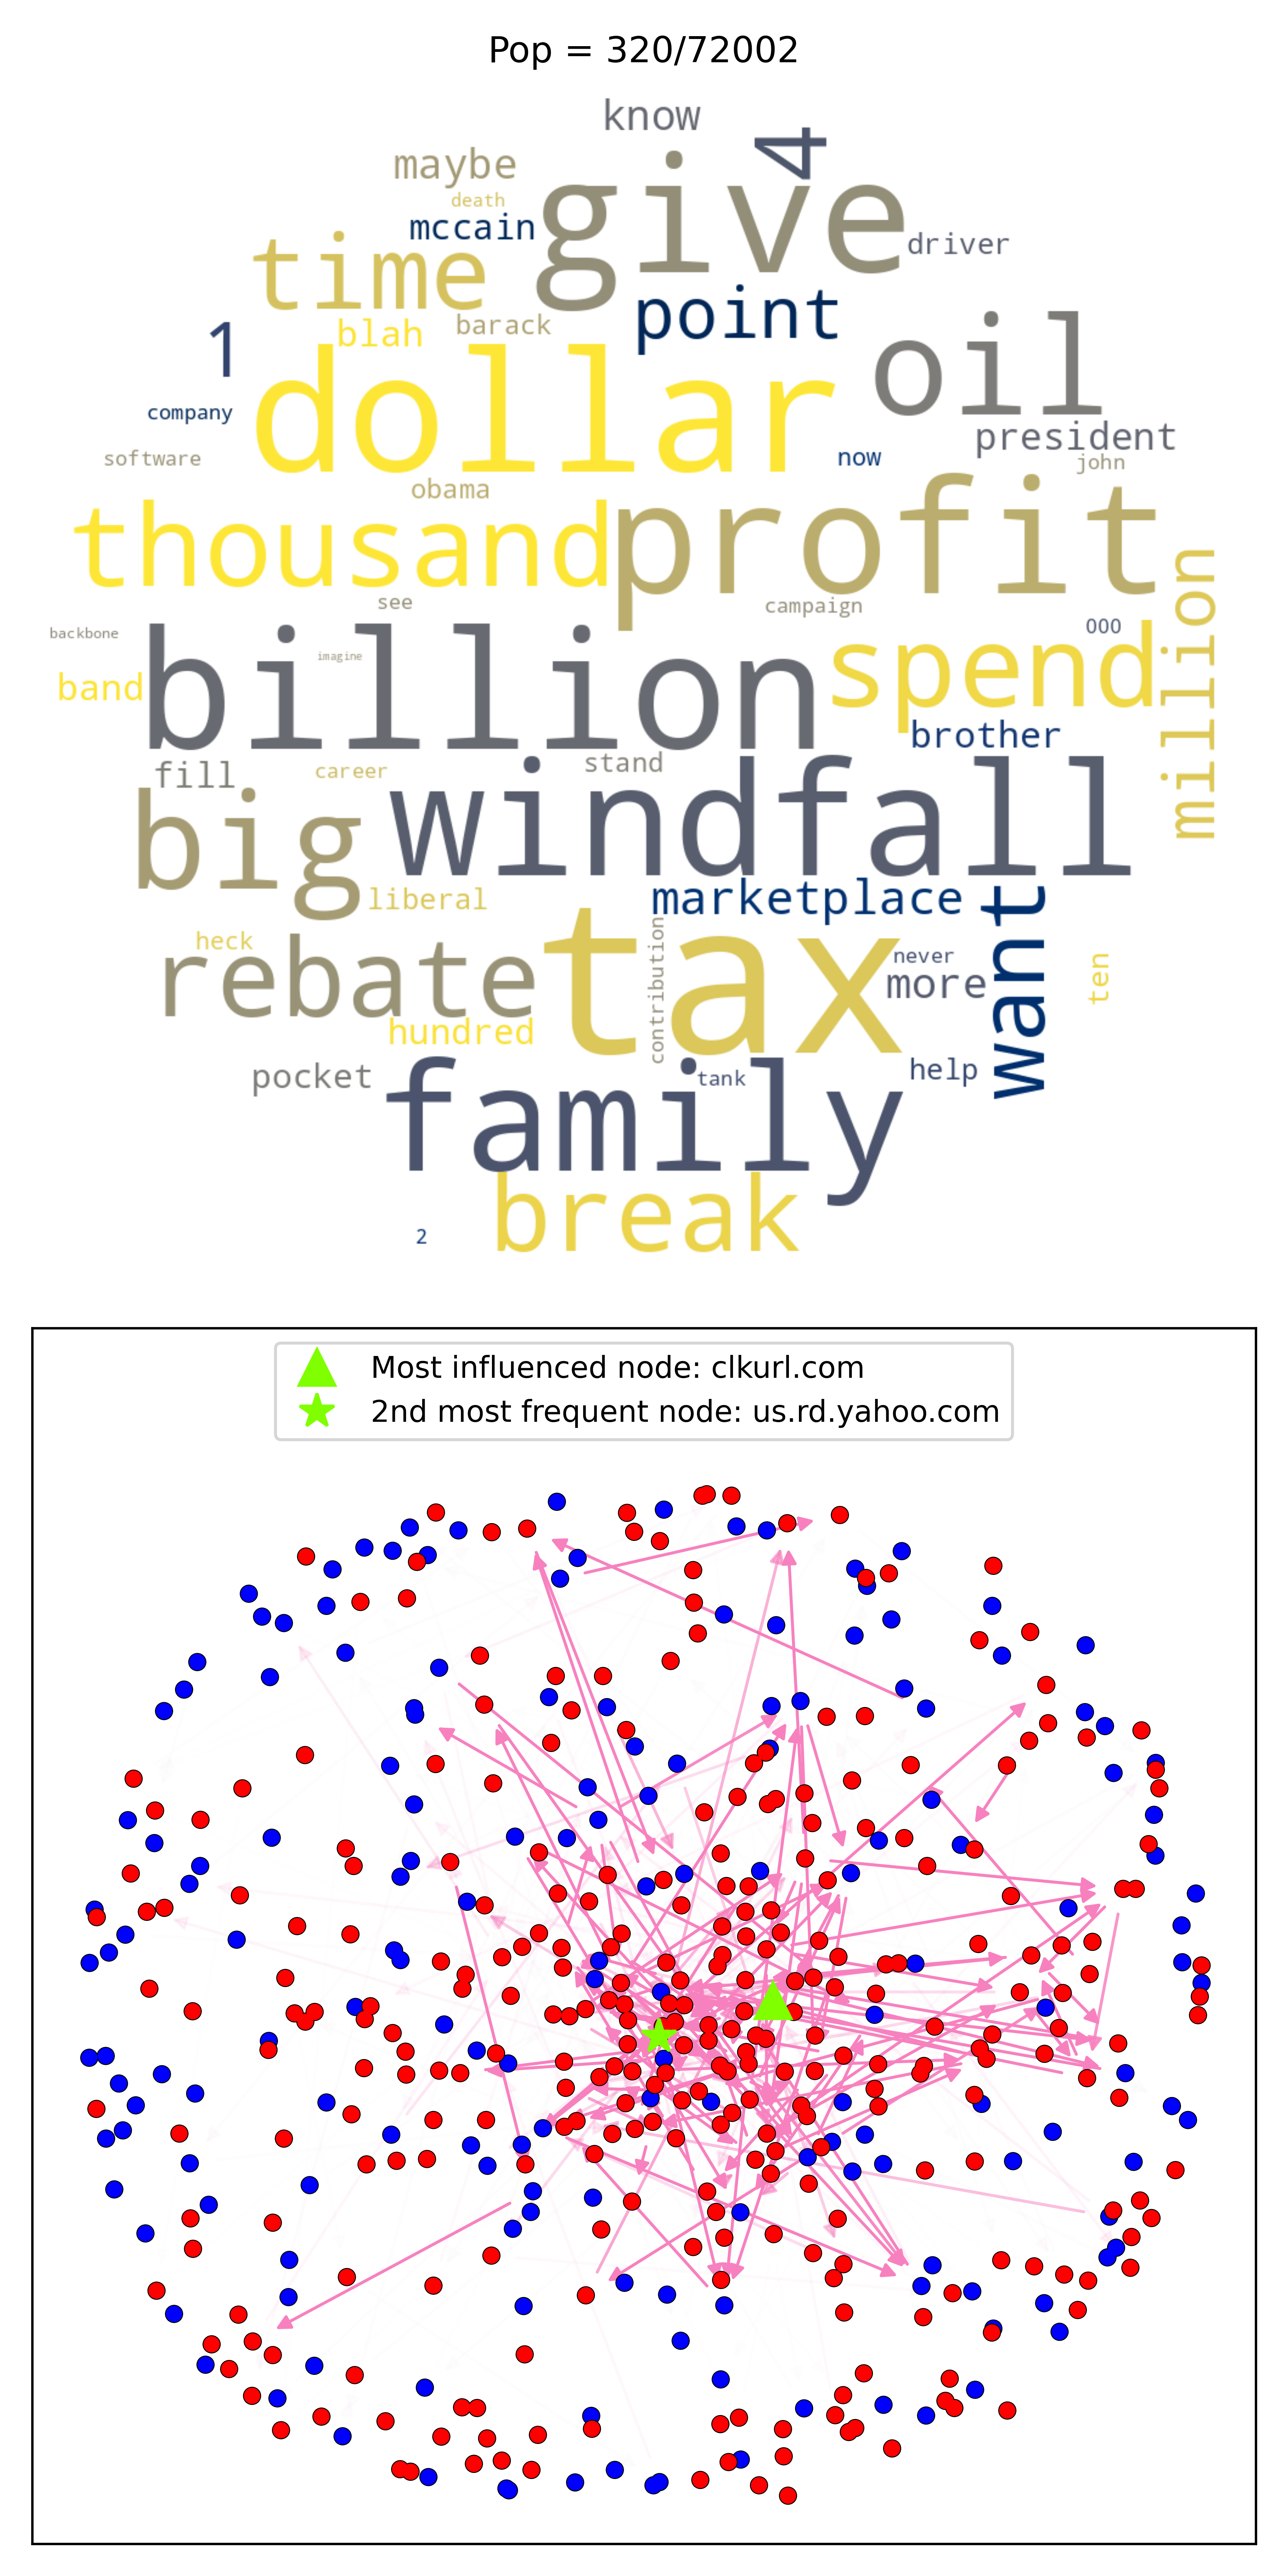 Pop = 320/72002
know
4
maybe
give
death
mccain
driver
time
point
1
blah
barack
oil
dollar
company
president
software
now
john
obama
profit
thousand
million
see
campaign
backbone
000
billion
imagine
spend
band
brother
fill
career
stand
windfall
big
liberal
marketplace
want
heck
contribution
tax
never
rebate
more
ten
hundred
pocket
tank
help
family
break
2
Most influenced node: clkurl.com
2nd most frequent node: us.rd.yahoo.com